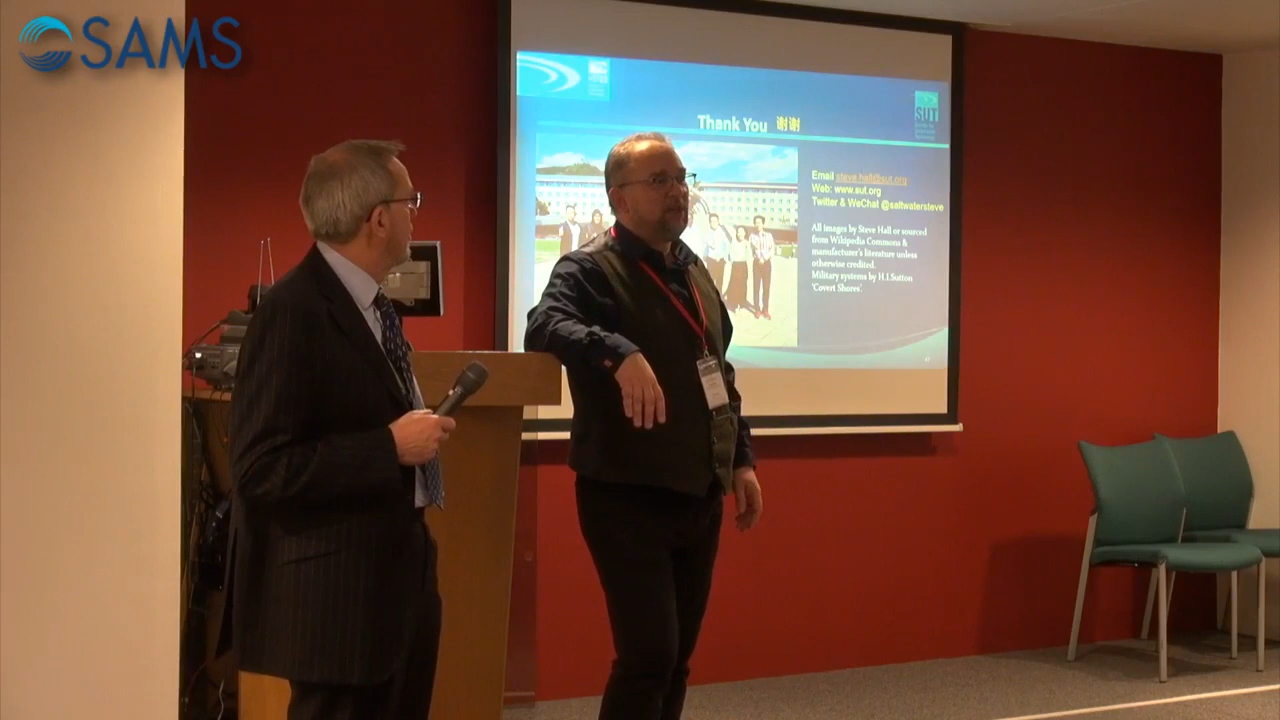 SAMS
Thank You 谢谢
SUT
Email steve.hall@sut.org
Web: www.sut.org
Twitter & WeChat @saltwatersteve
All images by Steve Hall or sourced
from Wikipedia Commons &
manufacturer's literature unless
otherwise credited.
Military systems by H.I.Sutton
'Covert Shores'.